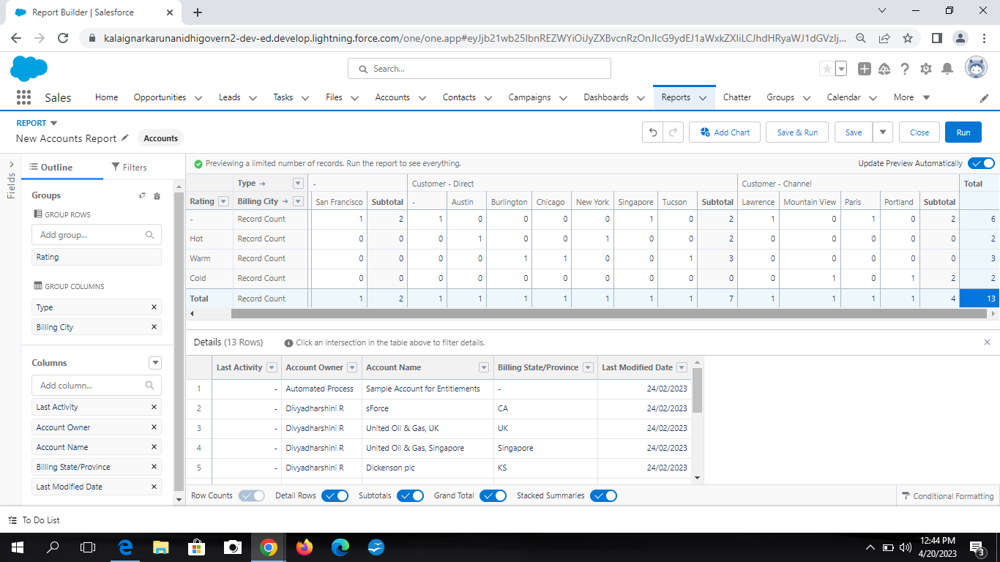 Report Builder | Salesforce
kalaignarkarunanidhigovern2-dev-ed.develop.lightning.force.com/one/one.app#
Search...
Sales Home Opportunities Leads Tasks Files Accounts Contacts Campaigns Dashboards Reports Chatter Groups Calendar More
REPORT
New Accounts Report Accounts
Add Chart Save & Run Save Close Run
Fields
Outline Filters
Groups
GROUP ROWS
Add group...
Rating
GROUP COLUMNS
Type
Billing City
Columns
Add column...
Last Activity
Account Owner
Account Name
Billing State/Province
Last Modified Date
Previewing a limited number of records. Run the report to see everything. Update Preview Automatically
Type → - Customer - Direct Customer - Channel Total
Rating Billing City → San Francisco Subtotal - Austin Burlington Chicago New York Singapore Tucson Subtotal Lawrence Mountain View Paris Portland Subtotal
- Record Count 1 2 1 0 0 0 0 1 0 2 1 0 1 0 2 6
Hot Record Count 0 0 0 1 0 0 1 0 0 2 0 0 0 0 0 2
Warm Record Count 0 0 0 0 1 1 0 0 1 3 0 0 0 0 0 3
Cold Record Count 0 0 0 0 0 0 0 0 0 0 0 1 0 1 2 2
Total Record Count 1 2 1 1 1 1 1 1 1 7 1 1 1 1 4 13
Details (13 Rows) Click an intersection in the table above to filter details.
Last Activity Account Owner Account Name Billing State/Province Last Modified Date
1 - Automated Process Sample Account for Entitlements - 24/02/2023
2 - Divyadharshini R sForce CA 24/02/2023
3 - Divyadharshini R United Oil & Gas, UK UK 24/02/2023
4 - Divyadharshini R United Oil & Gas, Singapore Singapore 24/02/2023
5 - Divyadharshini R Dickenson plc KS 24/02/2023
Row Counts Detail Rows Subtotals Grand Total Stacked Summaries Conditional Formatting
To Do List
12:44 PM
4/20/2023
3